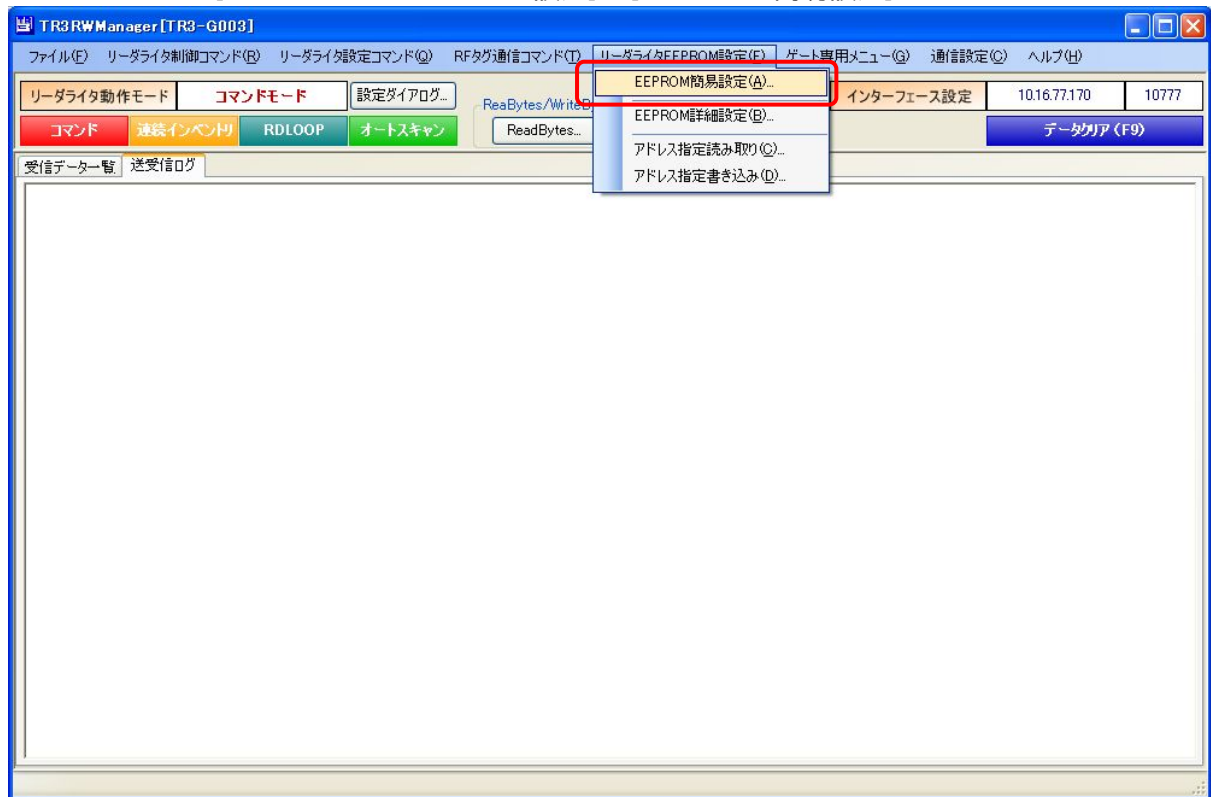 TR3RWManager[TR3-G003]
ファイル(F) リーダライタ制御コマンド(R) リーダライタ設定コマンド(Q) RFタグ通信コマンド(T) リーダライタEEPROM設定(E) ゲート専用メニュー(G) 通信設定(C) ヘルプ(H)
リーダライタ動作モード コマンドモード 設定ダイアログ... インターフェース設定 10.16.77.170 10777
コマンド 連続インベントリ RDLOOP オートスキャン データクリア(F9)
ReaBytes/WriteB
ReadBytes...
EEPROM簡易設定(A)...
EEPROM詳細設定(B)...
アドレス指定読み取り(C)...
アドレス指定書き込み(D)...
受信データ一覧 送受信ログ